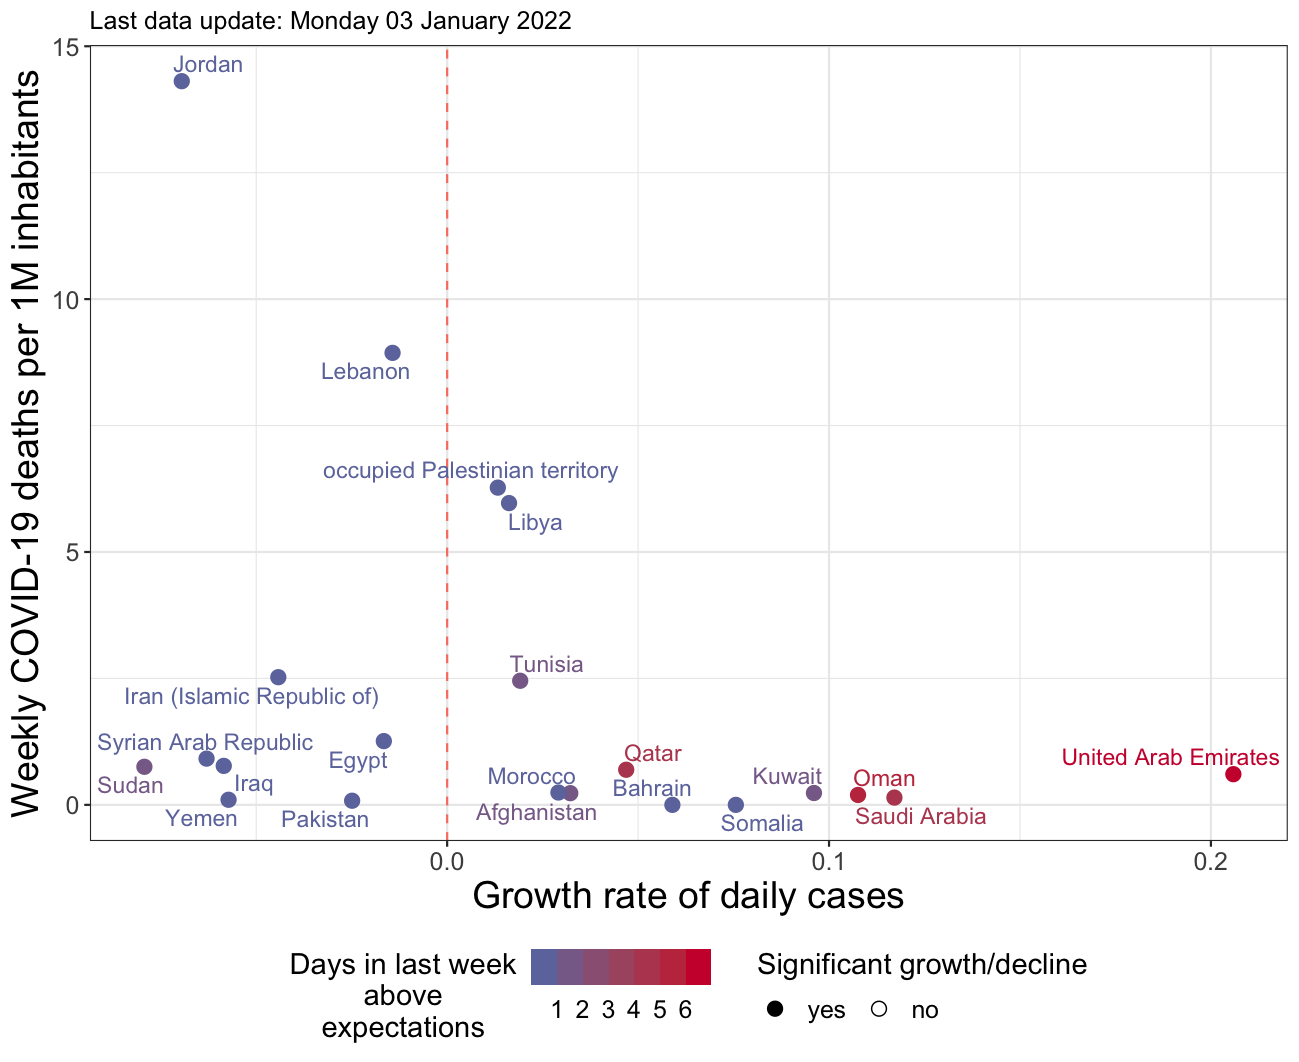 Last data update: Monday 03 January 2022
Weekly COVID-19 deaths per 1M inhabitants
15
10
5
0
Jordan
Lebanon
occupied Palestinian territory
Libya
Tunisia
Iran (Islamic Republic of)
Syrian Arab Republic
Egypt
Qatar
United Arab Emirates
Sudan
Iraq
Morocco
Bahrain
Kuwait
Oman
Yemen
Pakistan
Afghanistan
Somalia
Saudi Arabia
0.0
0.1
0.2
Growth rate of daily cases
Days in last week
above
expectations
1 2 3 4 5 6
Significant growth/decline
yes no